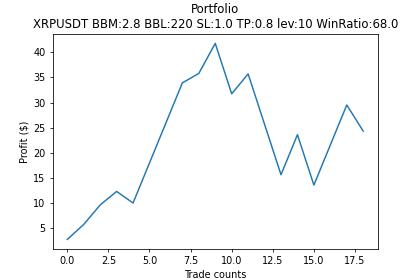 Portfolio
XRPUSDT BBM:2.8 BBL:220 SL:1.0 TP:0.8 lev:10 WinRatio:68.0
40
35
30
25
20
15
10
5
Profit ($)
0.0 2.5 5.0 7.5 10.0 12.5 15.0 17.5
Trade counts